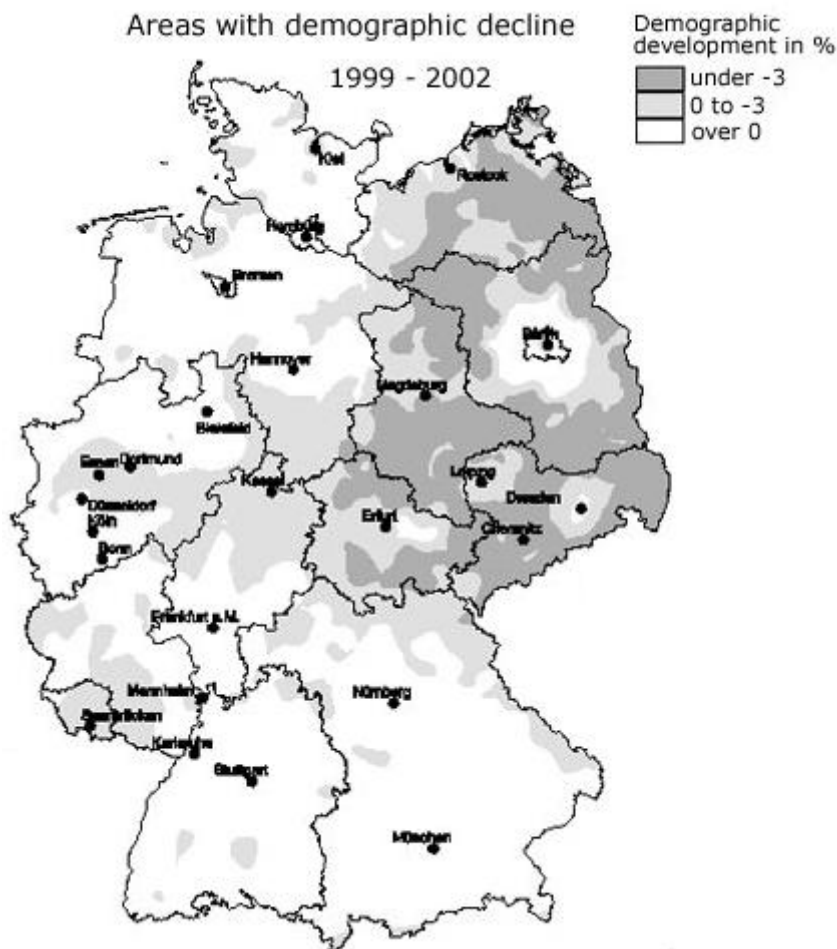 Areas with demographic decline
1999 - 2002
Demographic
development in %
under -3
0 to -3
over 0
Kiel
Rostock
Hamburg
Bremen
Berlin
Hannover
Magdeburg
Bielefeld
Essen
Dortmund
Kassel
Leipzig
Düsseldorf
Dresden
Köln
Erfurt
Chemnitz
Bonn
Frankfurt a.M.
Mannheim
Nürnberg
Saarbrücken
Karlsruhe
Stuttgart
München